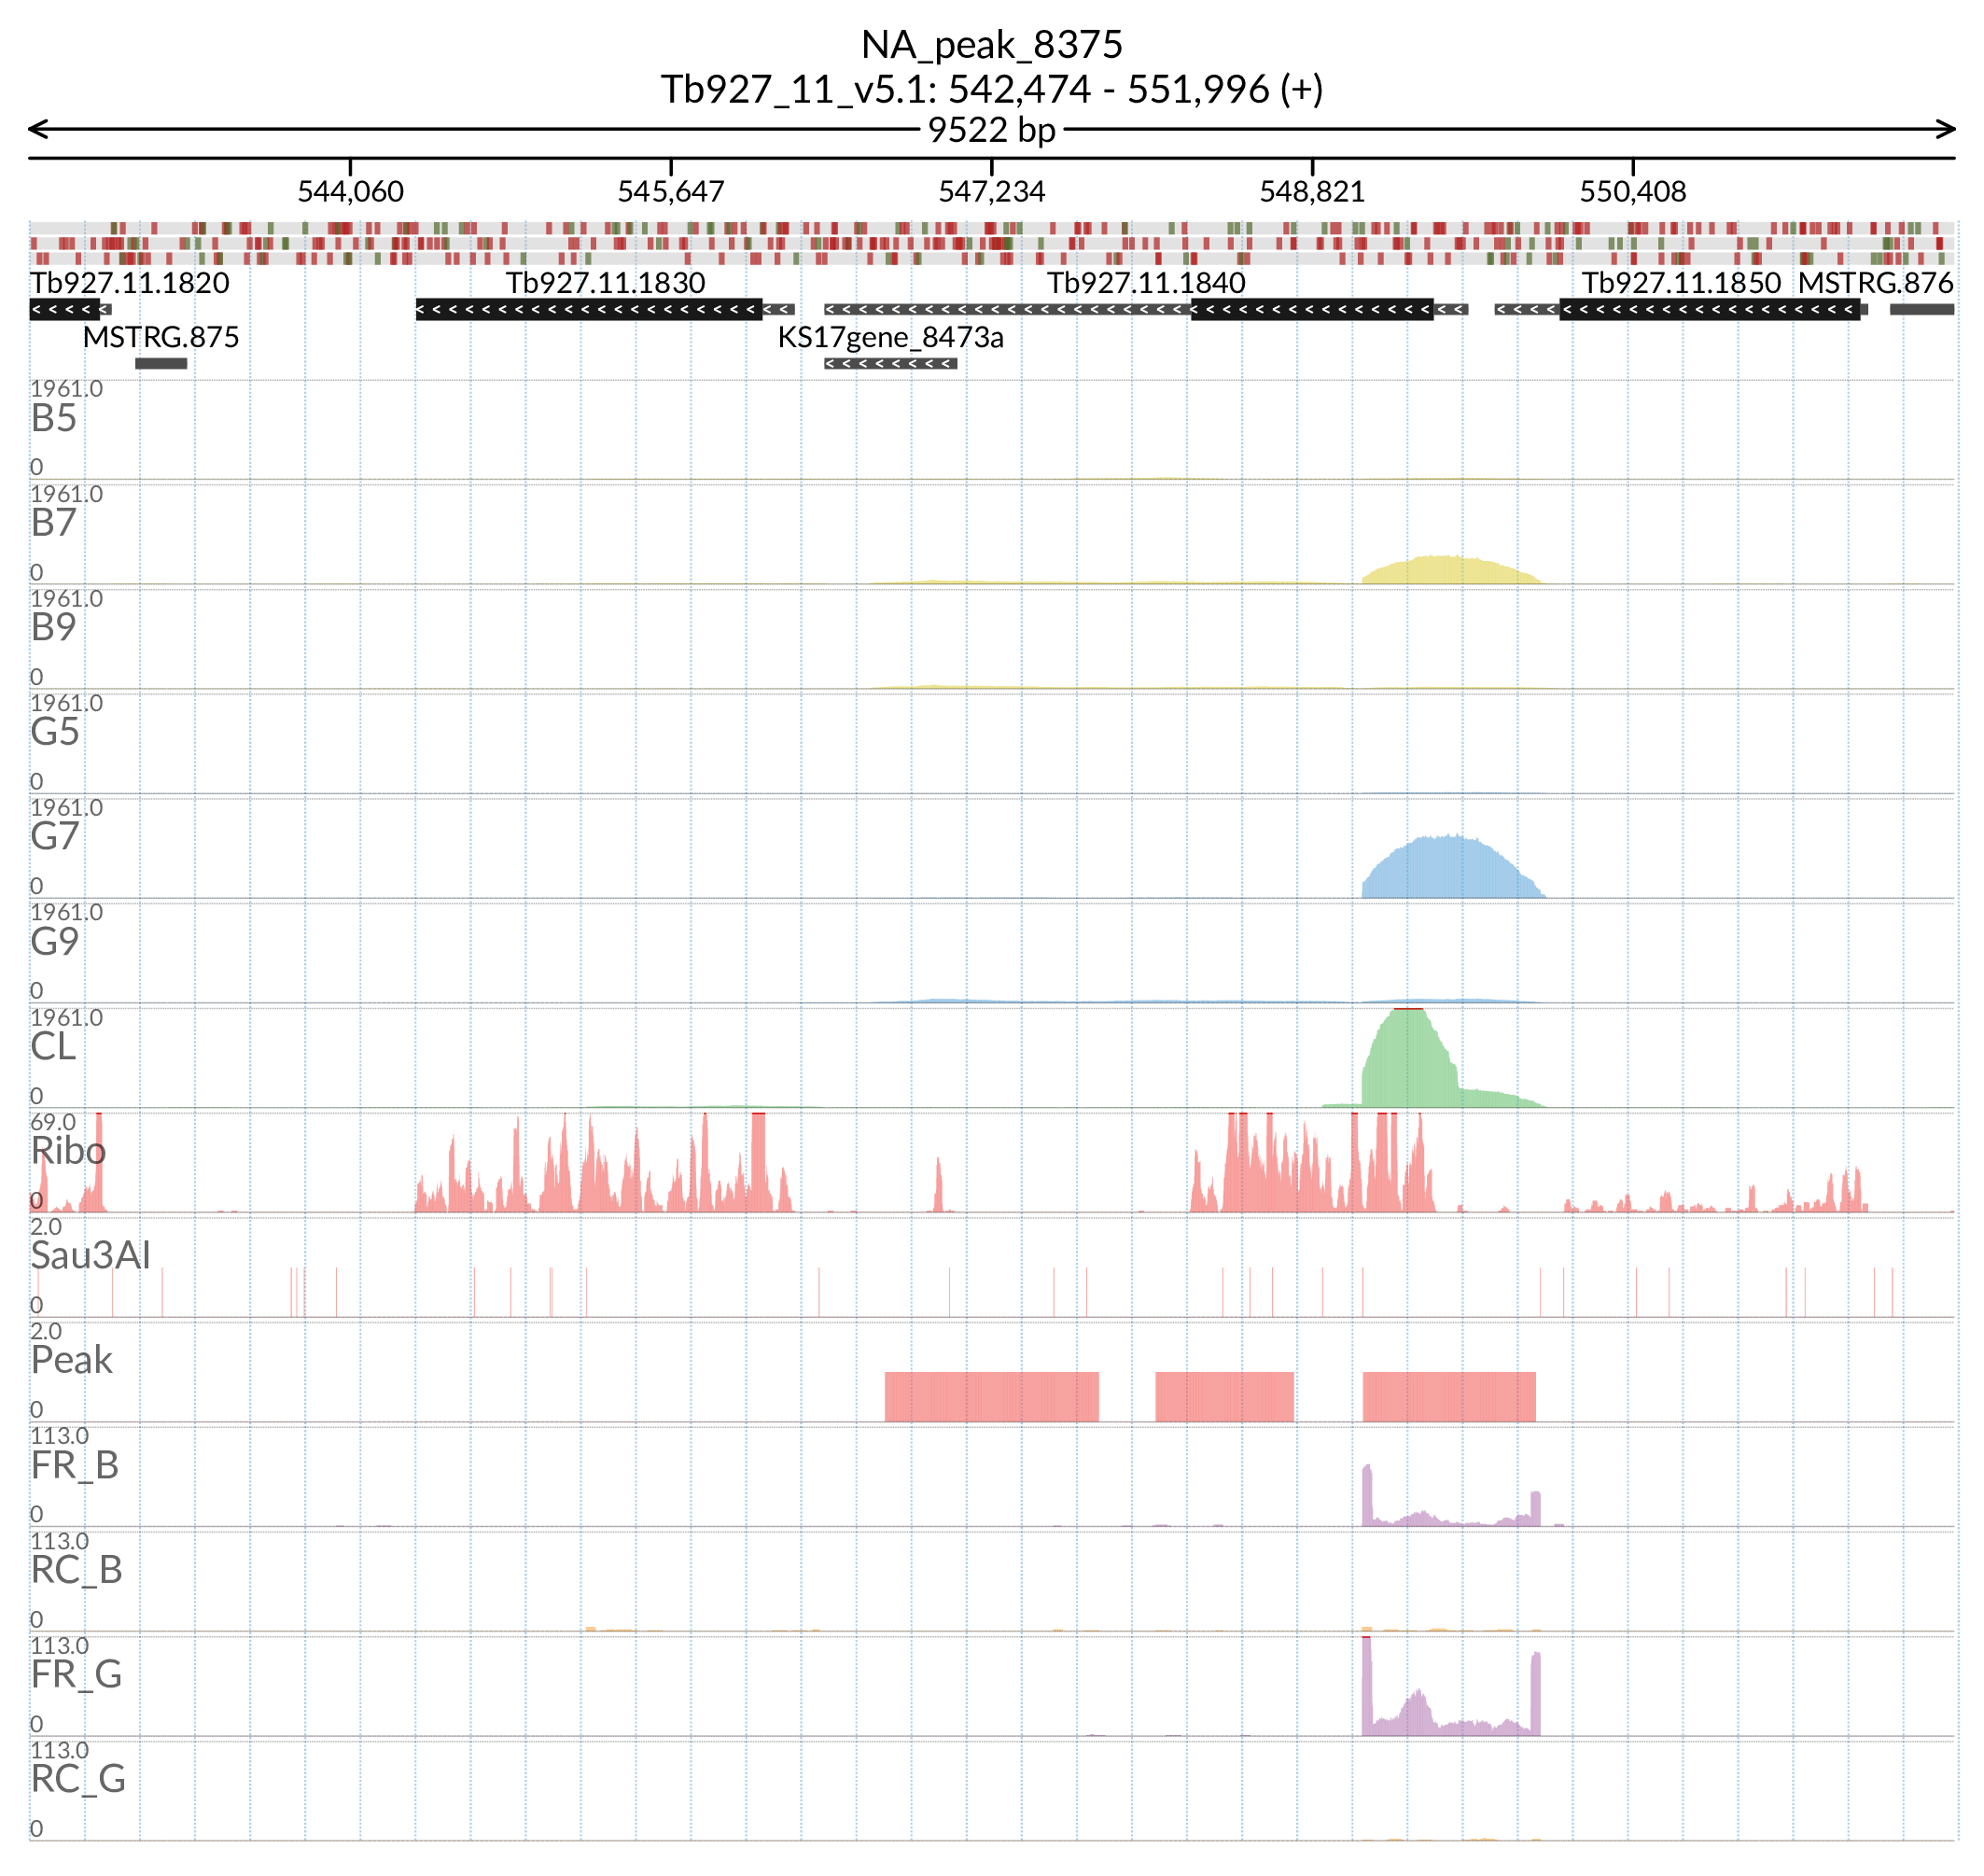 NA_peak_8375
Tb927_11_v5.1: 542,474 - 551,996 (+)
9522 bp
544,060 545,647 547,234 548,821 550,408
Tb927.11.1820 Tb927.11.1830 Tb927.11.1840 Tb927.11.1850 MSTRG.876
MSTRG.875 KS17gene_8473a
1961.0
B5
0
1961.0
B7
0
1961.0
B9
0
1961.0
G5
0
1961.0
G7
0
1961.0
G9
0
1961.0
CL
0
69.0
Ribo
0
2.0
Sau3AI
0
2.0
Peak
0
113.0
FR_B
0
113.0
RC_B
0
113.0
FR_G
0
113.0
RC_G
0